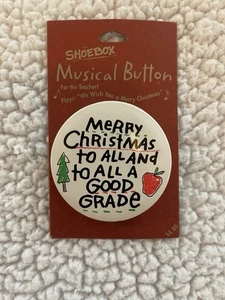 SHOEBOX
Musical Button
For the Teacher!
Plays: "We Wish You a Merry Christmas"
MeRRY
CHRiSTMAS
to ALL AND
to ALL A
GOOD
GRADe